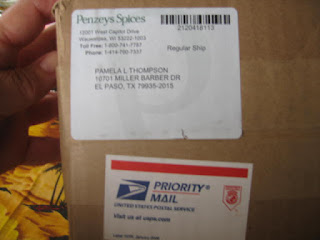 Penzeys Spices
Wauwatosa, WI 53222-1003
Toll Free: 1-800-741-7787
Phone: 1-414-760-7337
2120418113
Regular Ship
PAMELA L THOMPSON
10701 MILLER BARBER DR
EL PASO, TX 79935-2015
PRIORITY®
MAIL
UNITED STATES POSTAL SERVICE
Visit us at usps.com